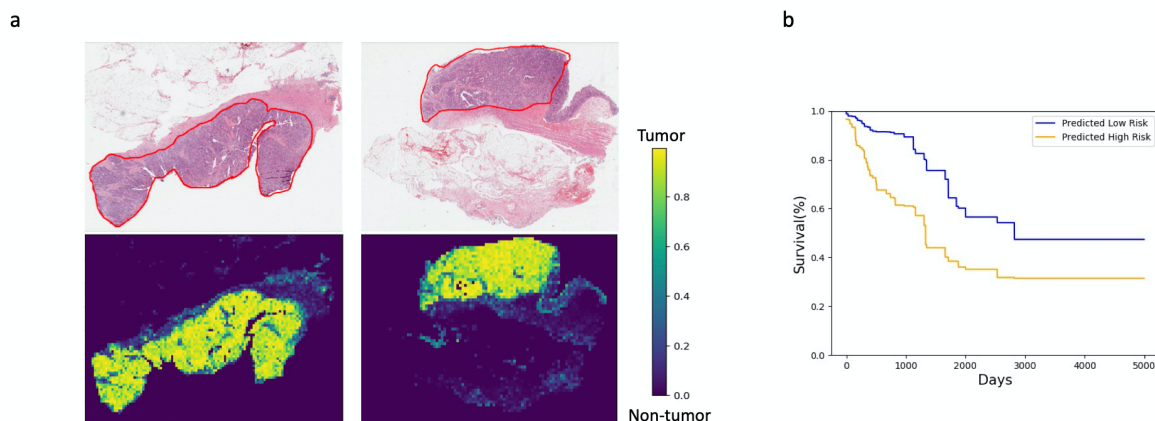 a
b
Tumor
0.8
0.6
0.4
0.2
0.0
Non-tumor
Predicted Low Risk
Predicted High Risk
Survival(%)
1.0
0.8
0.6
0.4
0.2
0.0
0
1000
2000
3000
4000
5000
Days